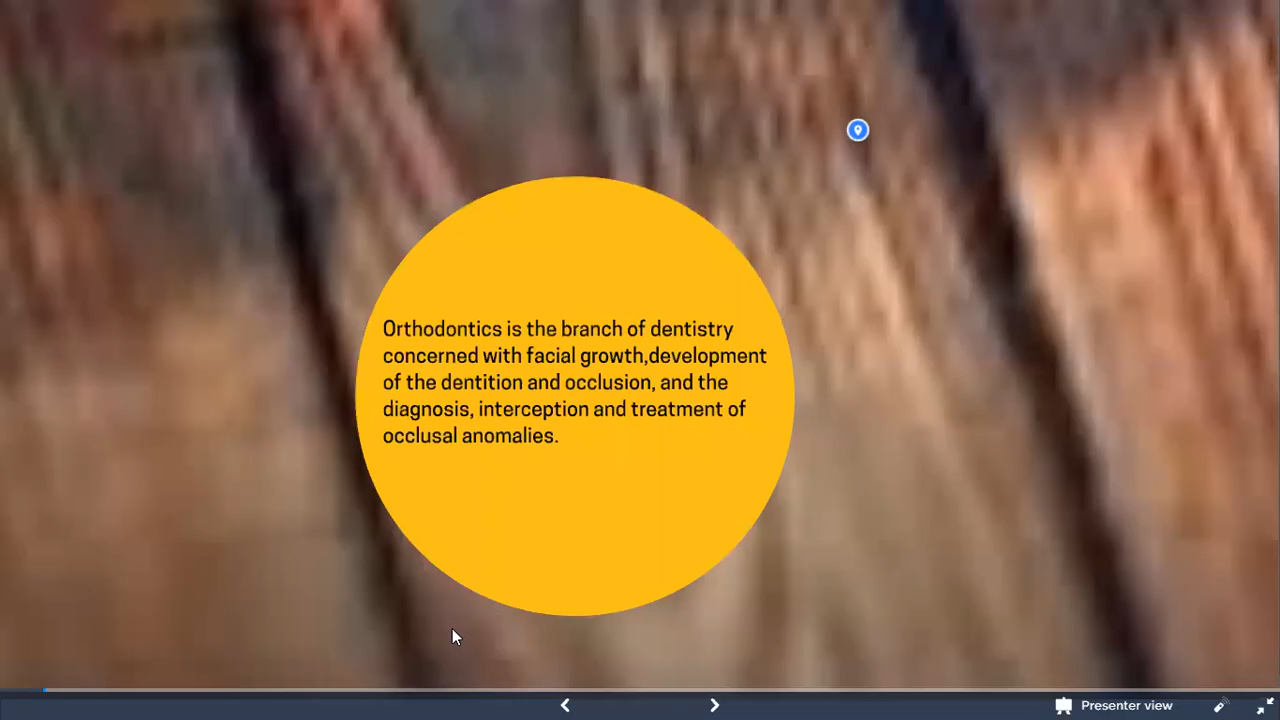 Orthodontics is the branch of dentistry
concerned with facial growth,development
of the dentition and occlusion, and the
diagnosis, interception and treatment of
occlusal anomalies.
Presenter view